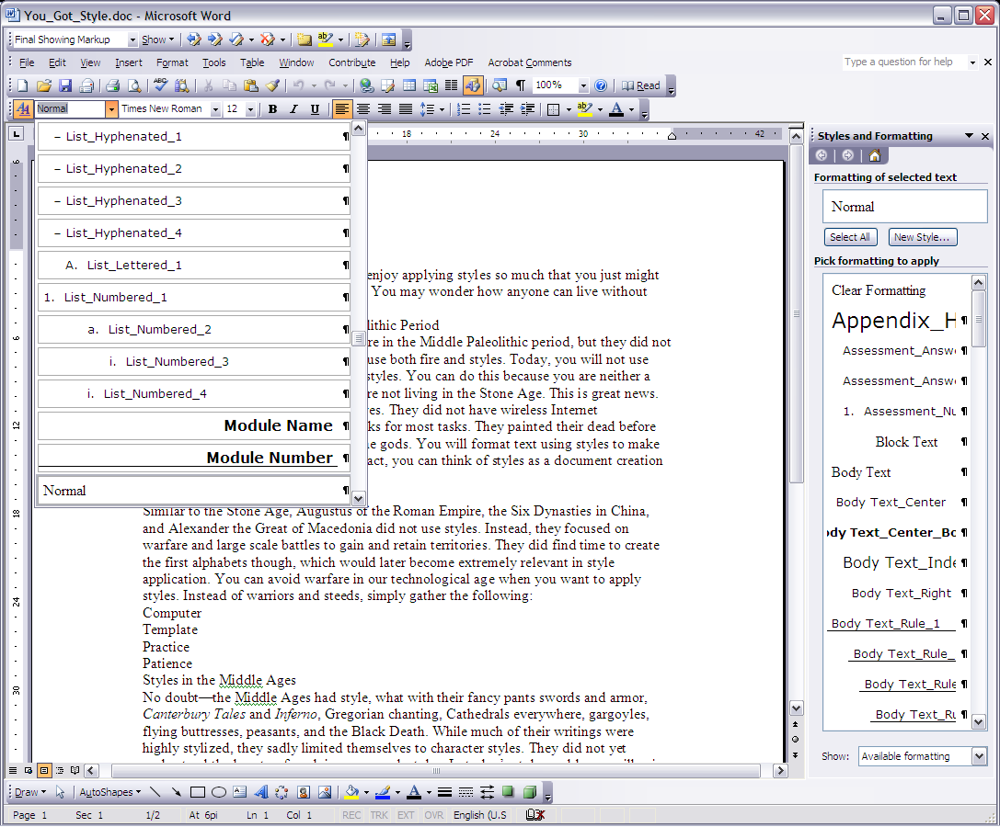 You_Got_Style.doc - Microsoft Word
Final Showing Markup Show
File Edit View Insert Format Tools Table Window Contribute Help Adobe PDF Acrobat Comments Type a question for help
100% Read
Normal Times New Roman 12 B I U
– List_Hyphenated_1 ¶
– List_Hyphenated_2 ¶
– List_Hyphenated_3 ¶
– List_Hyphenated_4 ¶
A. List_Lettered_1 ¶
1. List_Numbered_1 ¶
a. List_Numbered_2 ¶
i. List_Numbered_3 ¶
i. List_Numbered_4 ¶
Module Name ¶
Module Number ¶
Normal ¶
18 24 30 42
6
6
12
18
24
30
enjoy applying styles so much that you just might
You may wonder how anyone can live without
lithic Period
re in the Middle Paleolithic period, but they did not
use both fire and styles. Today, you will not use
styles. You can do this because you are neither a
re not living in the Stone Age. This is great news.
es. They did not have wireless Internet
ks for most tasks. They painted their dead before
e gods. You will format text using styles to make
act, you can think of styles as a document creation
Similar to the Stone Age, Augustus of the Roman Empire, the Six Dynasties in China,
and Alexander the Great of Macedonia did not use styles. Instead, they focused on
warfare and large scale battles to gain and retain territories. They did find time to create
the first alphabets though, which would later become extremely relevant in style
application. You can avoid warfare in our technological age when you want to apply
styles. Instead of warriors and steeds, simply gather the following:
Computer
Template
Practice
Patience
Styles in the Middle Ages
No doubt—the Middle Ages had style, what with their fancy pants swords and armor,
Canterbury Tales and Inferno, Gregorian chanting, Cathedrals everywhere, gargoyles,
flying buttresses, peasants, and the Black Death. While much of their writings were
highly stylized, they sadly limited themselves to character styles. They did not yet
Styles and Formatting
Formatting of selected text
Normal
Select All New Style...
Pick formatting to apply
Clear Formatting
Appendix_H ¶
Assessment_Answ ¶
Assessment_Answ ¶
1. Assessment_Nu ¶
Block Text ¶
Body Text ¶
Body Text_Center ¶
dy Text_Center_Bo ¶
Body Text_Inde ¶
Body Text_Right ¶
Body Text_Rule_1 ¶
Body Text_Rule_ ¶
Body Text_Rule ¶
Body Text_Ru ¶
Show: Available formatting
Draw AutoShapes
Page 1 Sec 1 1/2 At 6pi Ln 1 Col 1 REC TRK EXT OVR English (U.S